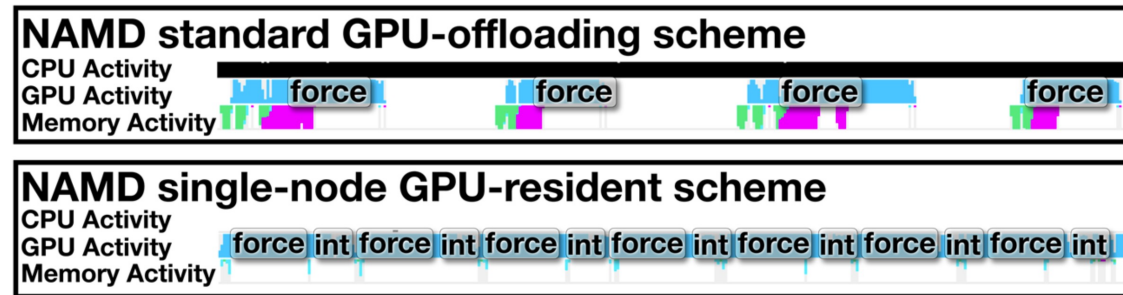 NAMD standard GPU-offloading scheme
CPU Activity
GPU Activity force force force force
Memory Activity
NAMD single-node GPU-resident scheme
CPU Activity
GPU Activity force int force int force int force int force int force int force int
Memory Activity